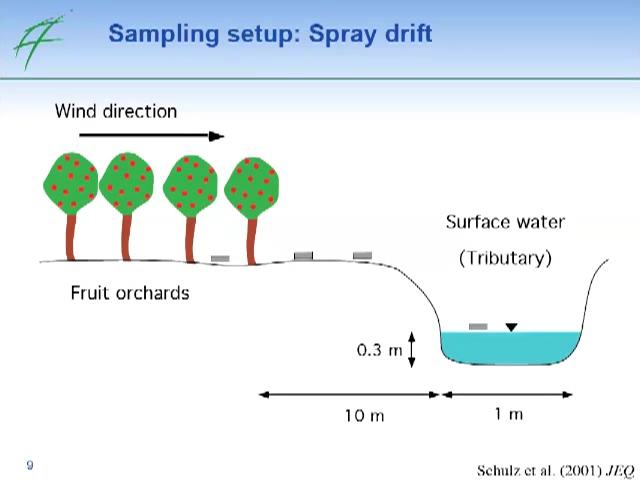 Sampling setup: Spray drift
Wind direction
Surface water
(Tributary)
Fruit orchards
0.3 m
10 m
1 m
9
Schulz et al. (2001) JEQ